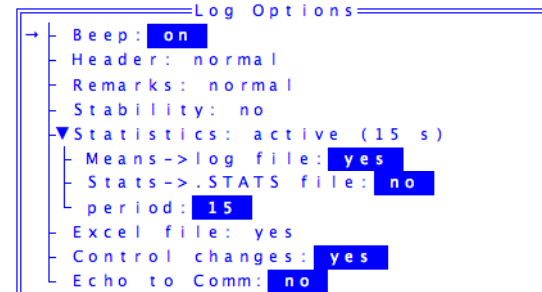 Log Options
→ Beep: on
Header: normal
Remarks: normal
Stability: no
▼Statistics: active (15 s)
Means->log file: yes
Stats->.STATS file: no
period: 15
Excel file: yes
Control changes: yes
Echo to Comm: no